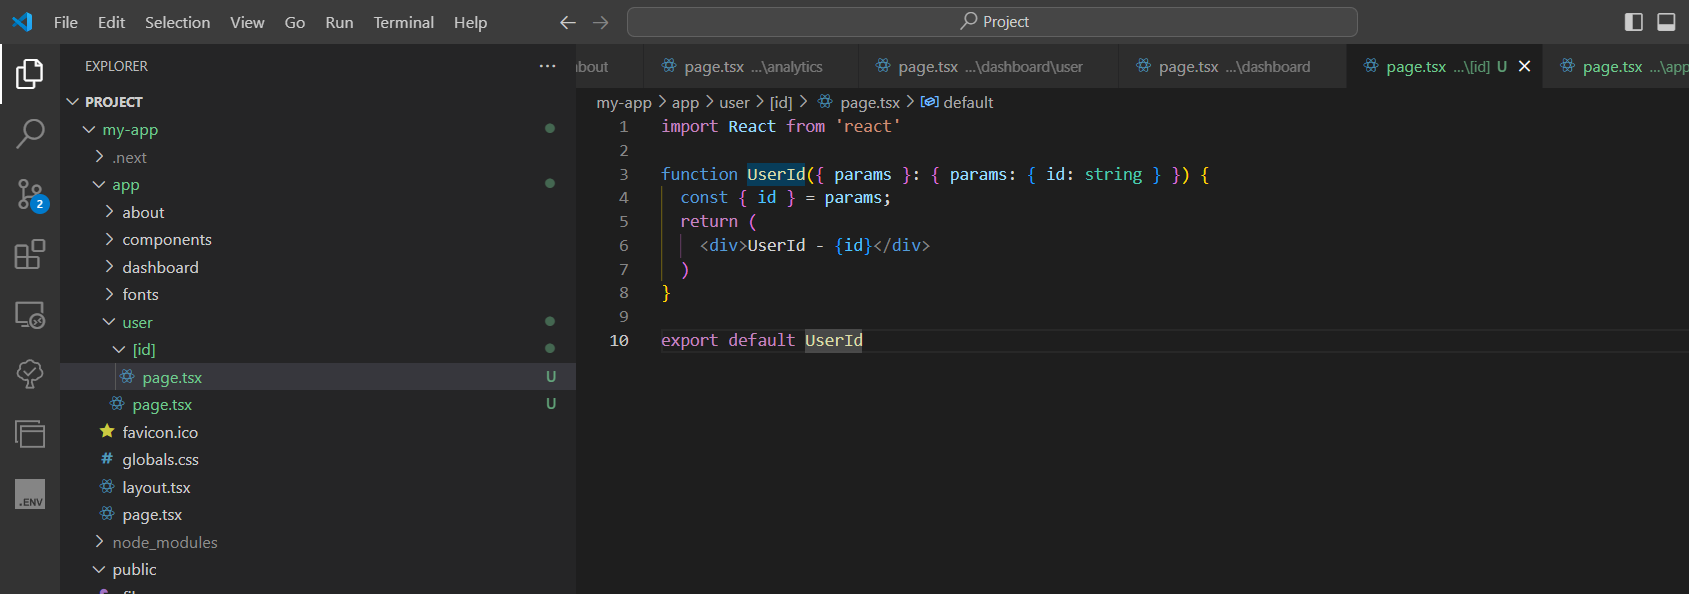 File Edit Selection View Go Run Terminal Help Project
EXPLORER
PROJECT
my-app
.next
app
about
components
dashboard
fonts
user
[id]
page.tsx U
page.tsx U
favicon.ico
globals.css
layout.tsx
page.tsx
node_modules
public
2
.ENV
page.tsx ...\analytics page.tsx ...\dashboard\user page.tsx ...\dashboard page.tsx ...\[id] U page.tsx ...\app
my-app > app > user > [id] > page.tsx > default
1 import React from 'react'
2
3 function UserId({ params }: { params: { id: string } }) {
4 const { id } = params;
5 return (
6 <div>UserId - {id}</div>
7 )
8 }
9
10 export default UserId